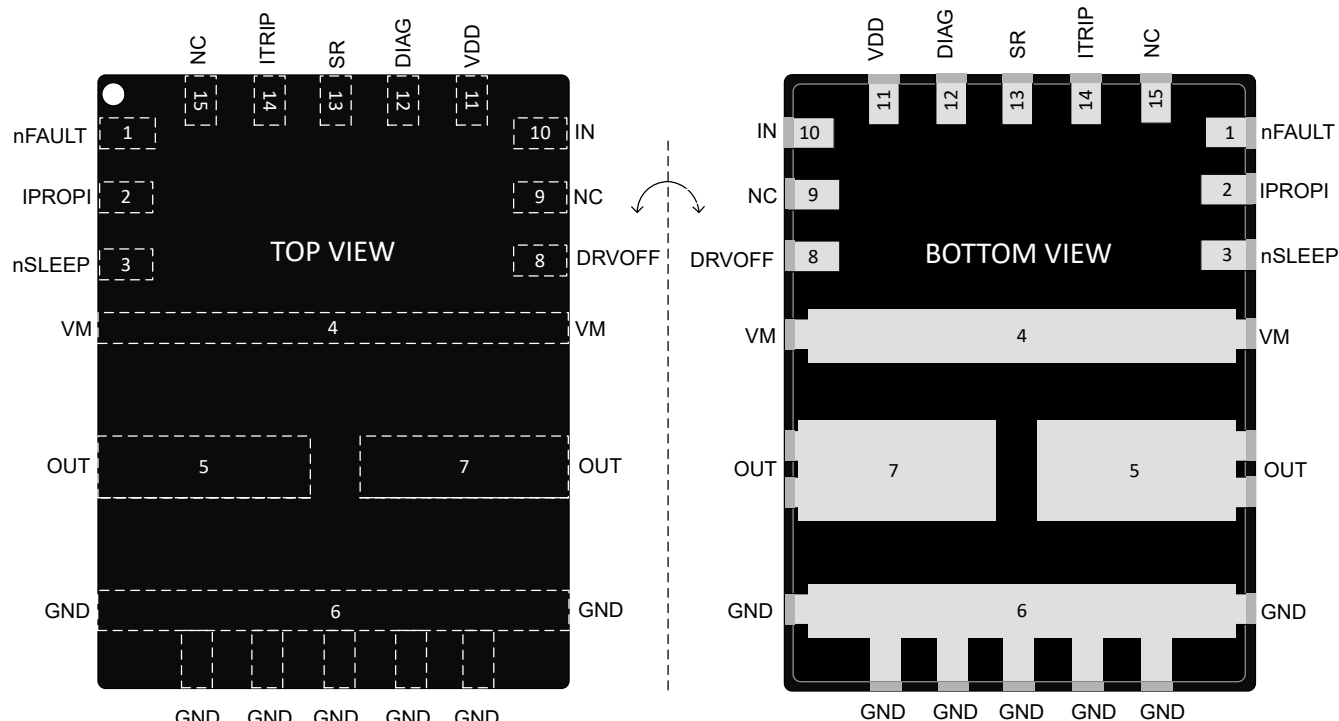 NC ITRIP SR DIAG VDD
15 14 13 12 11
nFAULT 1 10 IN
IPROPI 2 9 NC
nSLEEP 3 TOP VIEW 8 DRVOFF
VM 4 VM
OUT 5 7 OUT
GND 6 GND
GND GND GND GND GND
VDD DIAG SR ITRIP NC
11 12 13 14 15
IN 10 1 nFAULT
NC 9 2 IPROPI
DRVOFF 8 BOTTOM VIEW 3 nSLEEP
VM 4 VM
OUT 7 5 OUT
GND 6 GND
GND GND GND GND GND